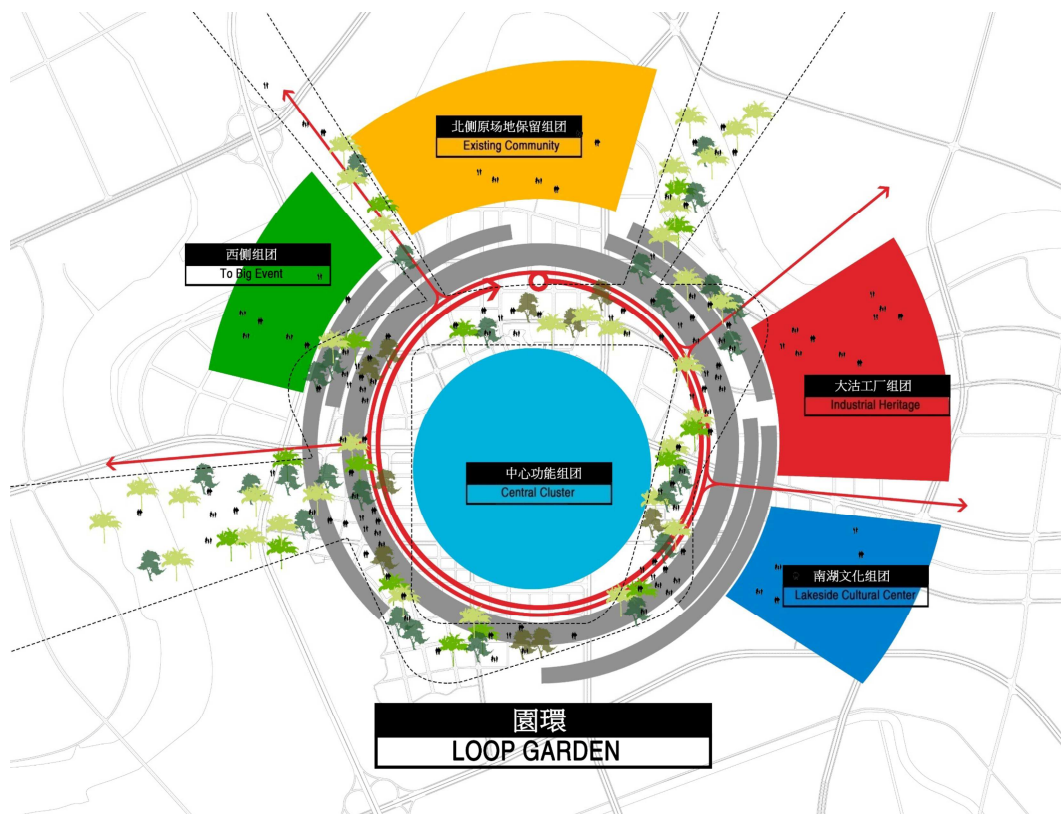 北侧原场地保留组团
Existing Community
西侧组团
To Big Event
大沽工厂组团
Industrial Heritage
中心功能组团
Central Cluster
南湖文化组团
Lakeside Cultural Center
園環
LOOP GARDEN